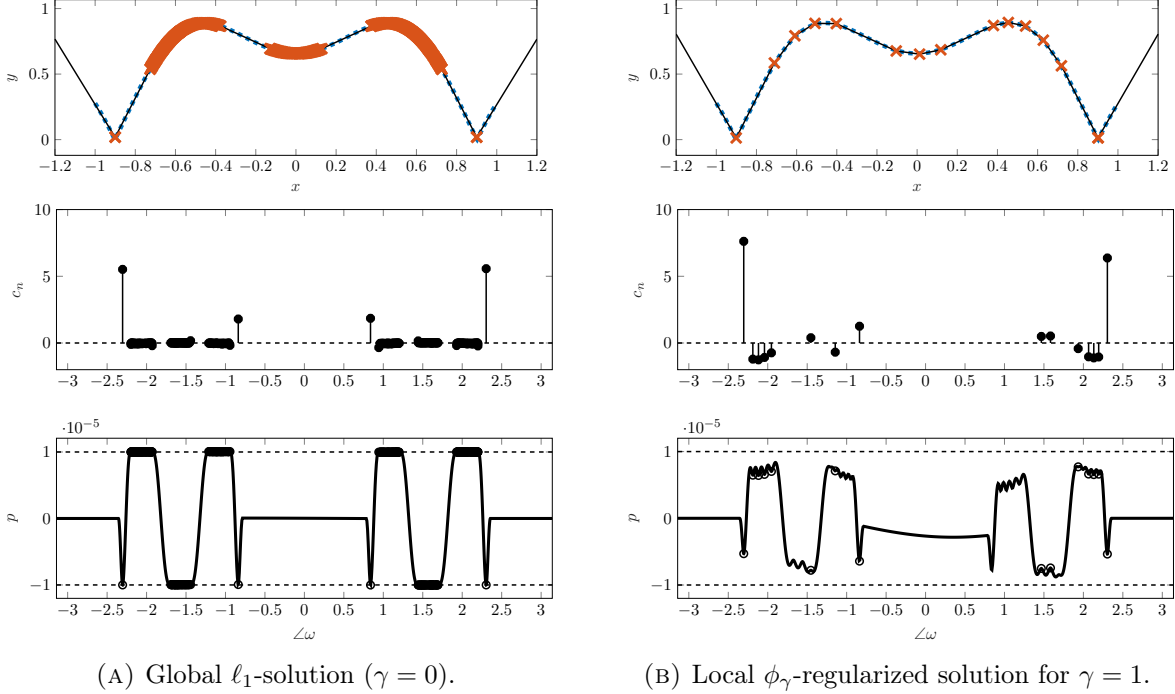 1
0.5
0
y
−1.2 −1 −0.8 −0.6 −0.4 −0.2 0 0.2 0.4 0.6 0.8 1 1.2
x
10
5
0
c_n
−3 −2.5 −2 −1.5 −1 −0.5 0 0.5 1 1.5 2 2.5 3
·10^−5
1
0
−1
p
−3 −2.5 −2 −1.5 −1 −0.5 0 0.5 1 1.5 2 2.5 3
∠ω
(A) Global ℓ_1-solution (γ = 0).
1
0.5
0
y
−1.2 −1 −0.8 −0.6 −0.4 −0.2 0 0.2 0.4 0.6 0.8 1 1.2
x
10
5
0
c_n
−3 −2.5 −2 −1.5 −1 −0.5 0 0.5 1 1.5 2 2.5 3
·10^−5
1
0
−1
p
−3 −2.5 −2 −1.5 −1 −0.5 0 0.5 1 1.5 2 2.5 3
∠ω
(B) Local ϕ_γ-regularized solution for γ = 1.